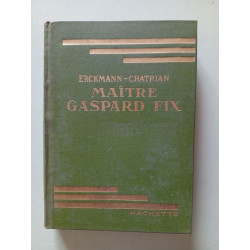 ERCKMANN-CHATRIAN
MAÎTRE
GASPARD FIX
HACHETTE